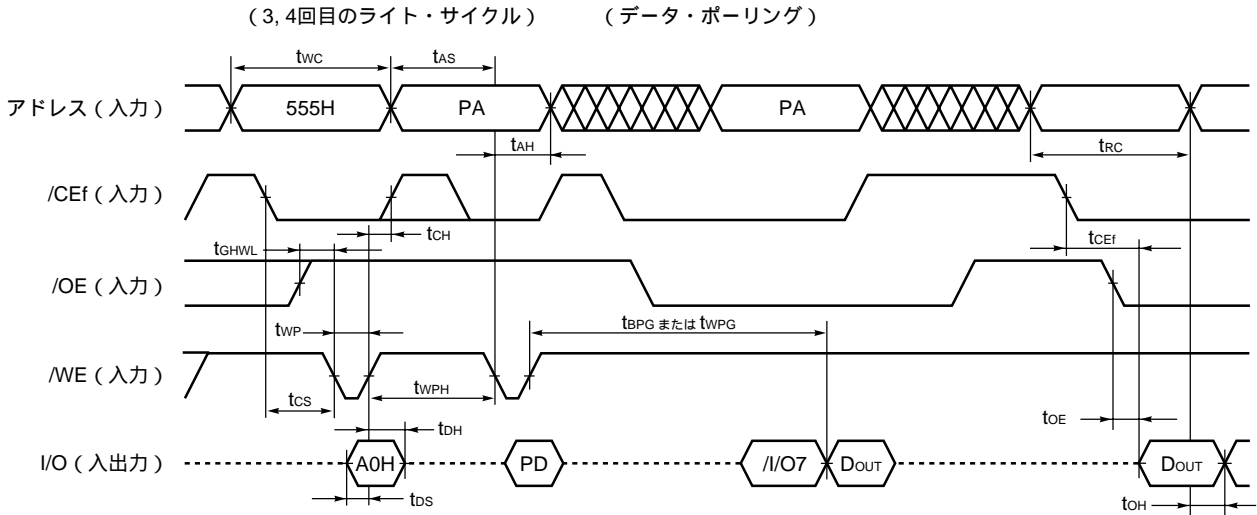 （3, 4回目のライト・サイクル） （データ・ポーリング）
tWC tAS
アドレス（入力） 555H PA PA
tAH tRC
/CEf（入力）
tCH tCEf
tGHWL
/OE（入力）
tWP tBPG または tWPG
/WE（入力）
tCS tWPH tOE
tDH
I/O（入出力） A0H PD /I/O7 DOUT DOUT
tDS tOH